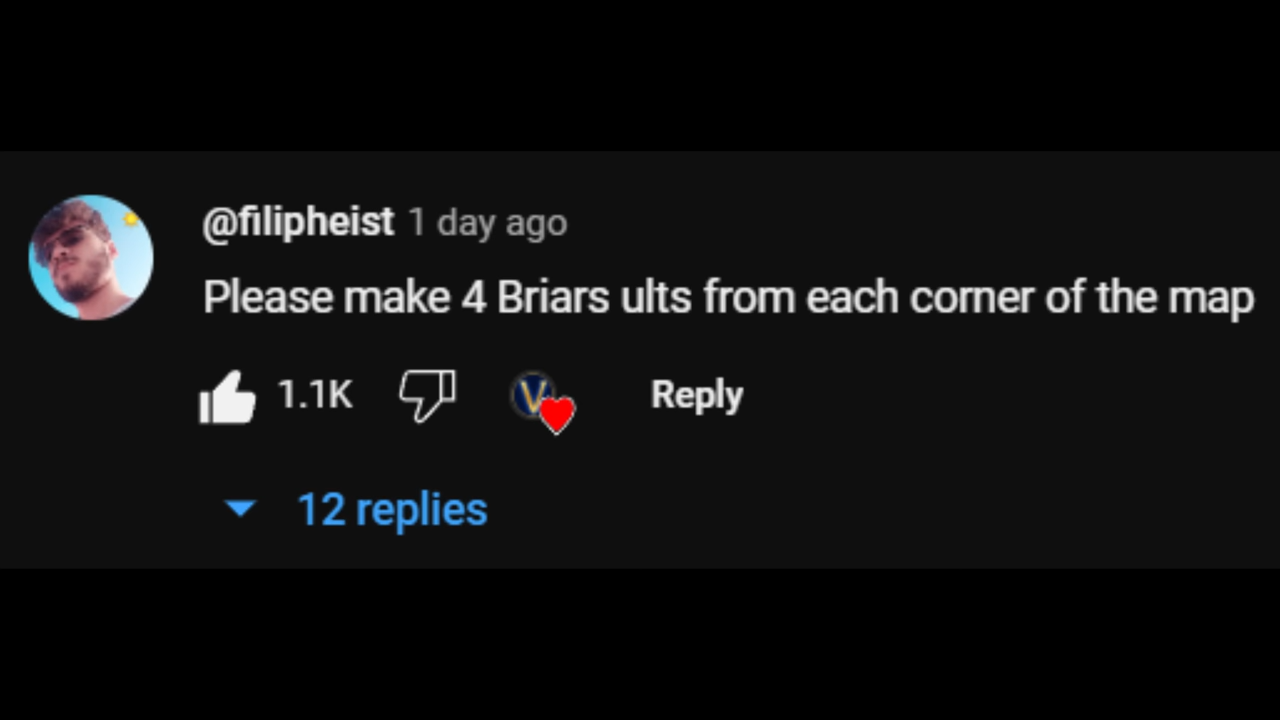 @filipheist 1 day ago
Please make 4 Briars ults from each corner of the map
1.1K V Reply
12 replies